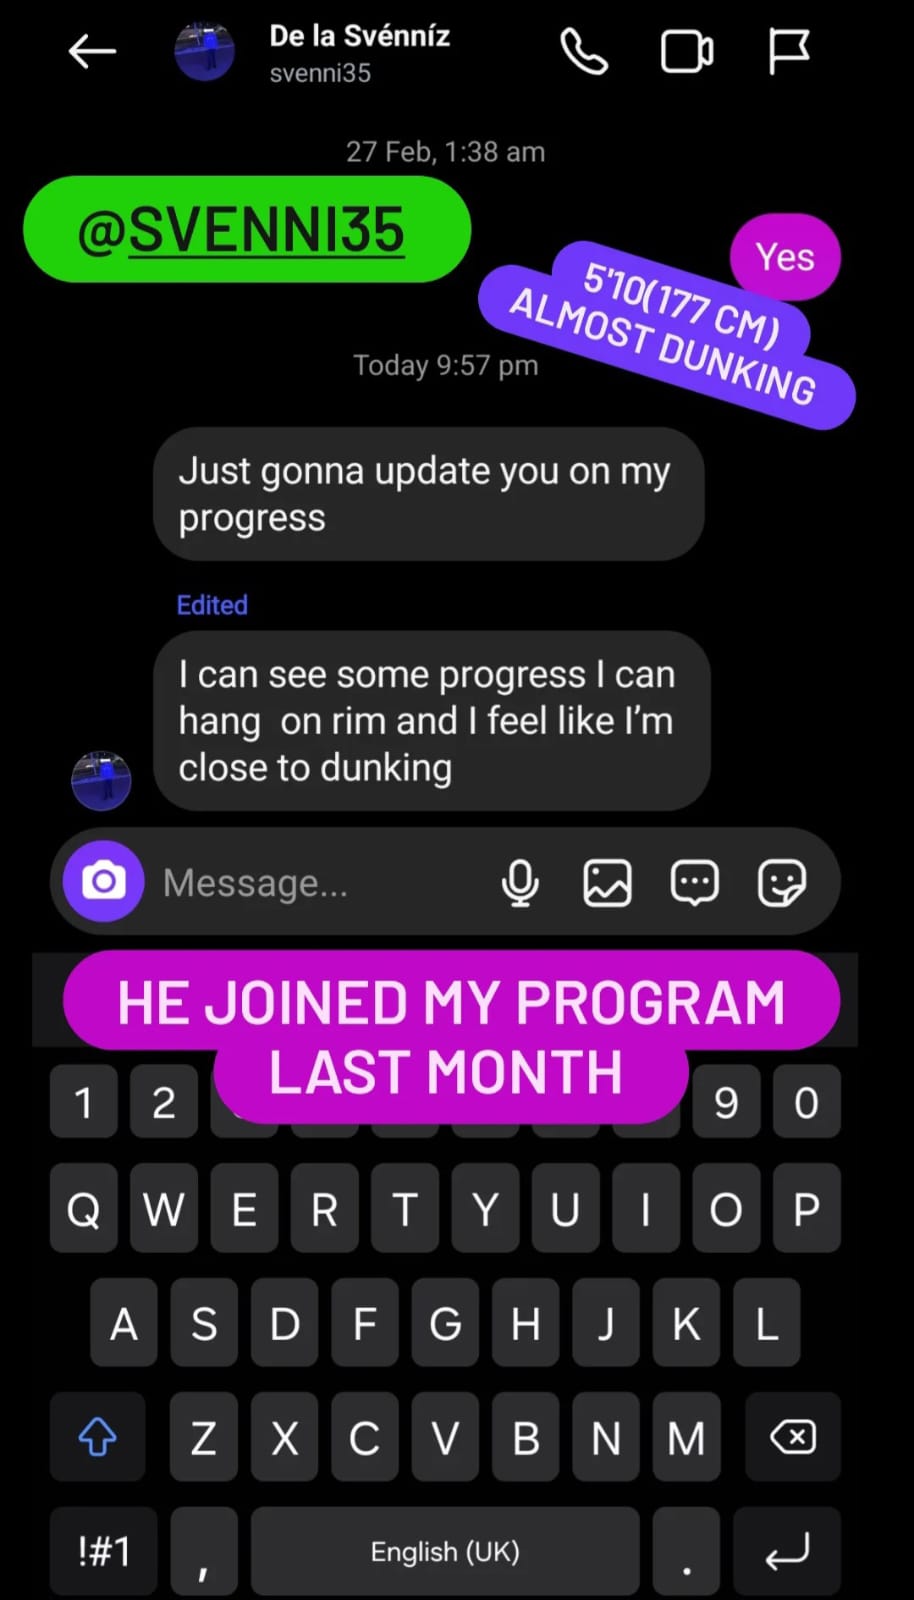 De la Svénníz
svenni35
27 Feb, 1:38 am
@SVENNI35
Yes
5'10(177 CM)
ALMOST DUNKING
Today 9:57 pm
Just gonna update you on my
progress
Edited
I can see some progress I can
hang on rim and I feel like I'm
close to dunking
Message...
HE JOINED MY PROGRAM
LAST MONTH
1 2 9 0
Q W E R T Y U I O P
A S D F G H J K L
Z X C V B N M
!#1 , English (UK) .